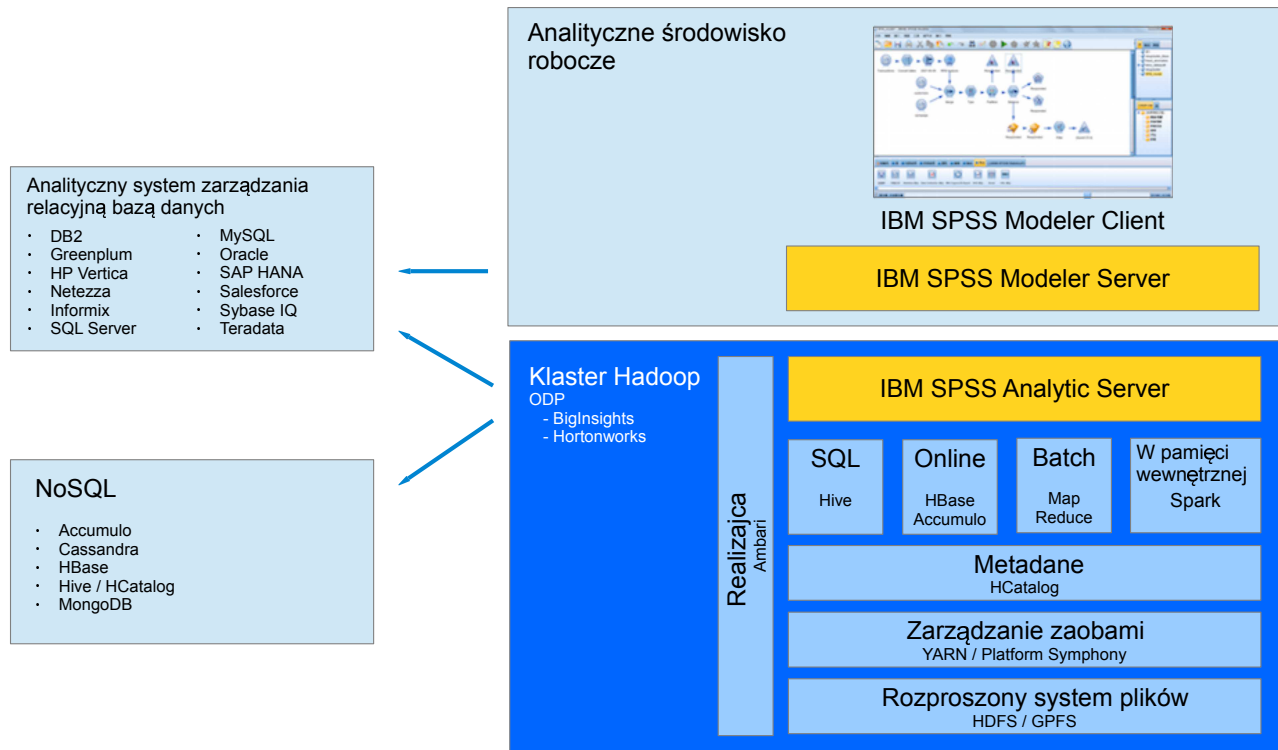 Analityczne środowisko
robocze
IBM SPSS Modeler Client
IBM SPSS Modeler Server
Analityczny system zarządzania
relacyjną bazą danych
· DB2
· Greenplum
· HP Vertica
· Netezza
· Informix
· SQL Server
· MySQL
· Oracle
· SAP HANA
· Salesforce
· Sybase IQ
· Teradata
Klaster Hadoop
ODP
- BigInsights
- Hortonworks
Realizajca
Ambari
IBM SPSS Analytic Server
SQL
Hive
Online
HBase
Accumulo
Batch
Map
Reduce
W pamięci
wewnętrznej
Spark
Metadane
HCatalog
Zarządzanie zaobami
YARN / Platform Symphony
Rozproszony system plików
HDFS / GPFS
NoSQL
· Accumulo
· Cassandra
· HBase
· Hive / HCatalog
· MongoDB